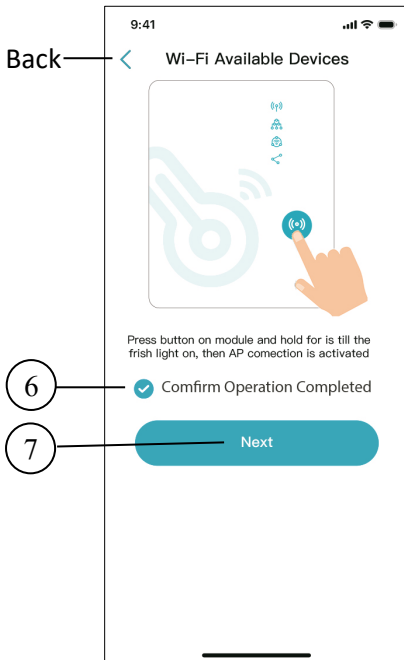 9:41
Back
Wi-Fi Available Devices
Press button on module and hold for is till the
frish light on, then AP comection is activated
6
Comfirm Operation Completed
7
Next